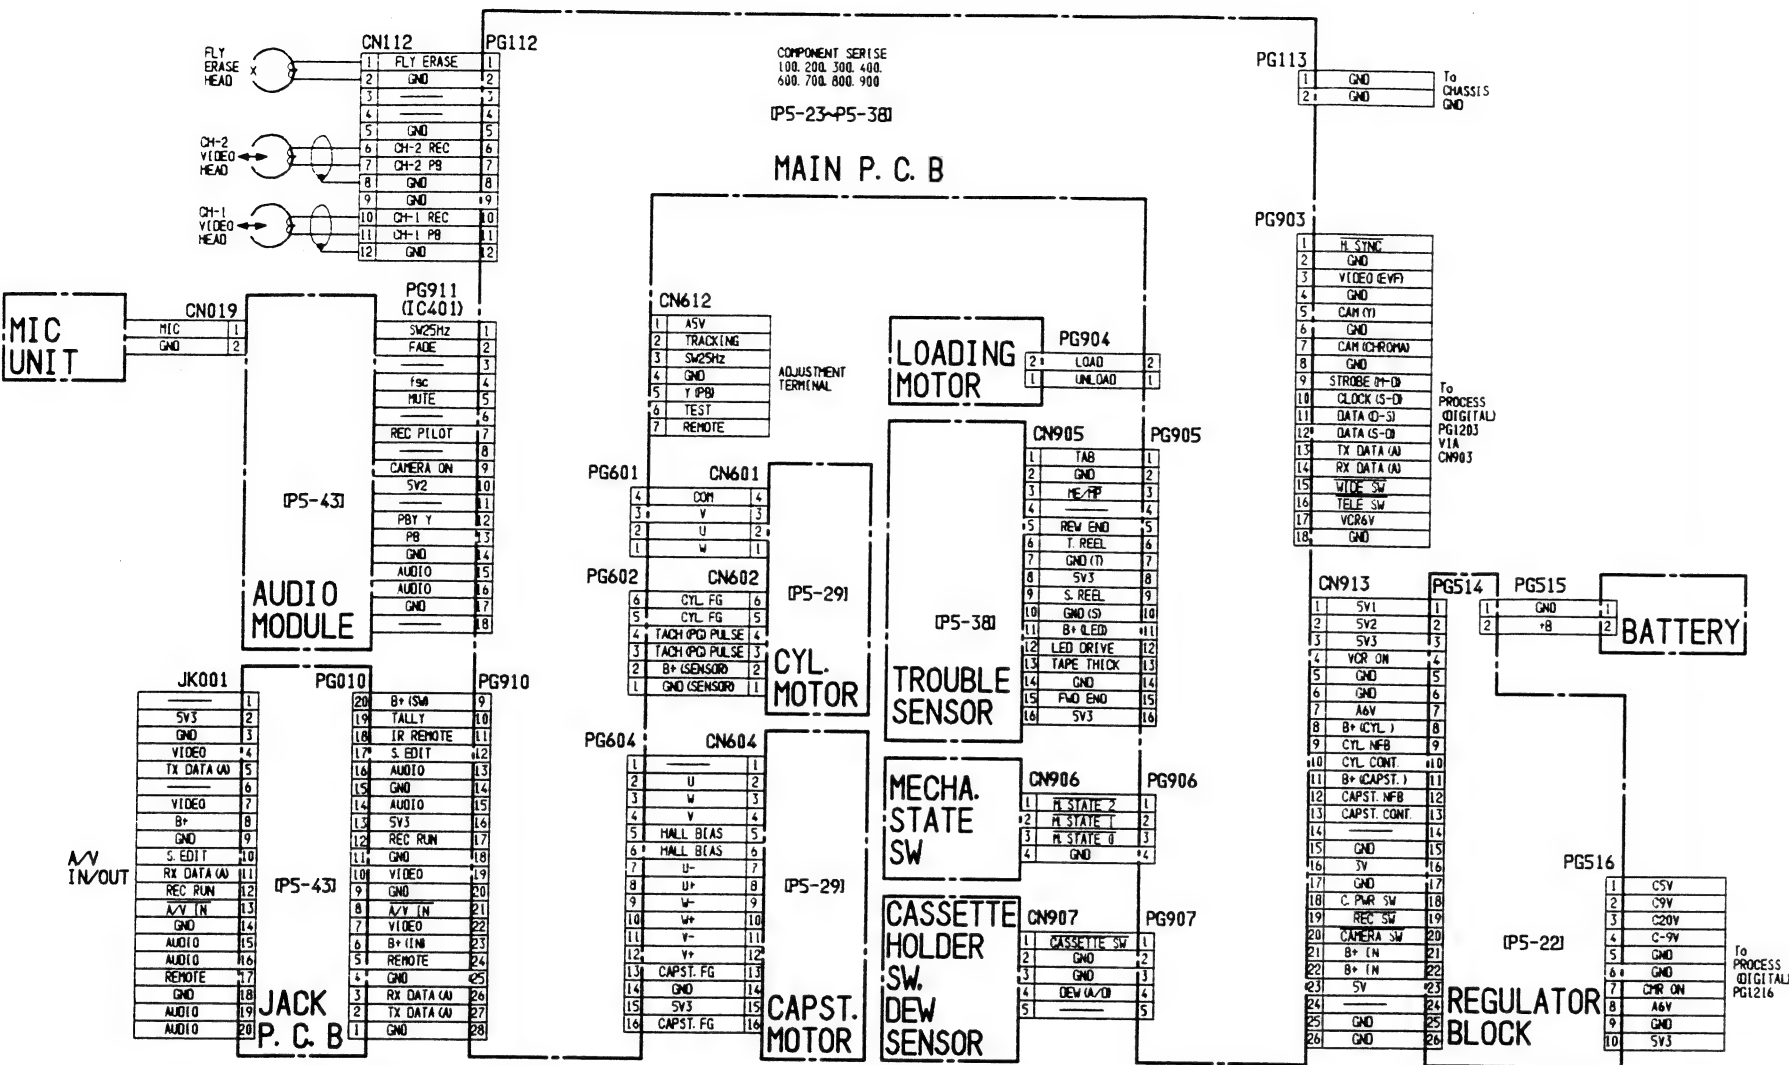 COMPONENT SERISE
100. 200. 300. 400.
600. 700. 800. 900
[P5-23~P5-38]
MAIN P. C. B
FLY
ERASE
HEAD
CH-2
VIDEO
HEAD
CH-1
VIDEO
HEAD
CN112 PG112
1 FLY ERASE 1
2 GND 2
3 3
4 4
5 GND 5
6 CH-2 REC 6
7 CH-2 PB 7
8 GND 8
9 GND 9
10 CH-1 REC 10
11 CH-1 PB 11
12 GND 12
PG113
1 GND
2 GND
To
CHASSIS
GND
MIC
UNIT
CN019
MIC 1
GND 2
PG911
(IC401)
SW25Hz 1
FADE 2
3
fsc 4
MUTE 5
6
REC PILOT 7
8
CAMERA ON 9
5V2 10
11
PBY Y 12
PB 13
GND 14
AUDIO 15
AUDIO 16
GND 17
18
[P5-43]
AUDIO
MODULE
CN612
1 A5V
2 TRACKING
3 SW25Hz
4 GND
5 Y (PB)
6 TEST
7 REMOTE
ADJUSTMENT
TERMINAL
LOADING
MOTOR
PG904
2 LOAD 2
1 UNLOAD 1
PG903
1 H. SYNC
2 GND
3 VIDEO (EVF)
4 GND
5 CAM (Y)
6 GND
7 CAM (CHROMA)
8 GND
9 STROBE (M-D)
10 CLOCK (S-D)
11 DATA (D-S)
12 DATA (S-D)
13 TX DATA (A)
14 RX DATA (A)
15 WIDE SW
16 TELE SW
17 VCR6V
18 GND
To
PROCESS
(DIGITAL)
PG1203
VIA
CN903
PG601 CN601
4 COM 4
3 V 3
2 U 2
1 W 1
PG602 CN602
6 CYL FG 6
5 CYL FG 5
4 TACH (PG) PULSE 4
3 TACH (PG) PULSE 3
2 B+ (SENSOR) 2
1 GND (SENSOR) 1
[P5-29]
CYL.
MOTOR
CN905 PG905
1 TAB 1
2 GND 2
3 ME/MP 3
4 4
5 REW END 5
6 T. REEL 6
7 GND (T) 7
8 5V3 8
9 S. REEL 9
10 GND (S) 10
11 B+ (LED) 11
12 LED DRIVE 12
13 TAPE THICK 13
14 GND 14
15 FWD END 15
16 5V3 16
[P5-38]
TROUBLE
SENSOR
JK001
1
5V3 2
GND 3
VIDEO 4
TX DATA (A) 5
6
VIDEO 7
B+ 8
GND 9
S. EDIT 10
RX DATA (A) 11
REC RUN 12
A/V IN 13
GND 14
AUDIO 15
AUDIO 16
REMOTE 17
GND 18
AUDIO 19
AUDIO 20
A/V
IN/OUT
[P5-43]
JACK
P. C. B
PG010 PG910
20 B+ (SW) 9
19 TALLY 10
18 IR REMOTE 11
17 S. EDIT 12
16 AUDIO 13
15 GND 14
14 AUDIO 15
13 5V3 16
12 REC RUN 17
11 GND 18
10 VIDEO 19
9 GND 20
8 A/V IN 21
7 VIDEO 22
6 B+ (IN) 23
5 REMOTE 24
4 GND 25
3 RX DATA (A) 26
2 TX DATA (A) 27
1 GND 28
PG604 CN604
1 1
2 U 2
3 W 3
4 V 4
5 HALL BIAS 5
6 HALL BIAS 6
7 U- 7
8 U+ 8
9 W- 9
10 W+ 10
11 V- 11
12 V+ 12
13 CAPST. FG 13
14 GND 14
15 5V3 15
16 CAPST. FG 16
[P5-29]
CAPST.
MOTOR
MECHA.
STATE
SW
CN906 PG906
1 M. STATE 2 1
2 M. STATE 1 2
3 M. STATE 0 3
4 GND 4
CASSETTE
HOLDER
SW.
DEW
SENSOR
CN907 PG907
1 CASSETTE SW 1
2 GND 2
3 GND 3
4 DEW (A/D) 4
5 5
CN913 PG514
1 5V1 1
2 5V2 2
3 5V3 3
4 VCR ON 4
5 GND 5
6 GND 6
7 A6V 7
8 B+ (CYL.) 8
9 CYL. NFB 9
10 CYL. CONT. 10
11 B+ (CAPST.) 11
12 CAPST. NFB 12
13 CAPST. CONT. 13
14 14
15 GND 15
16 3V 16
17 GND 17
18 C. PWR SW 18
19 REC SW 19
20 CAMERA SW 20
21 B+ IN 21
22 B+ IN 22
23 5V 23
24 24
25 GND 25
26 GND 26
PG515
1 GND 1
2 +B 2
BATTERY
[P5-22]
REGULATOR
BLOCK
PG516
1 C5V
2 C9V
3 C20V
4 C-9V
5 GND
6 GND
7 CMR ON
8 A6V
9 GND
10 5V3
To
PROCESS
(DIGITAL)
PG1216